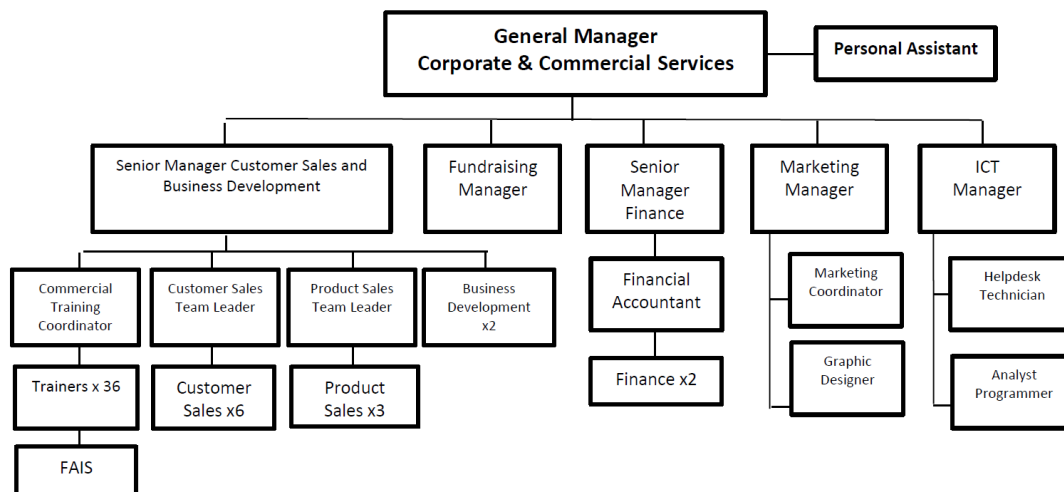 General Manager
Corporate & Commercial Services
Personal Assistant
Senior Manager Customer Sales and
Business Development
Fundraising
Manager
Senior
Manager
Finance
Marketing
Manager
ICT
Manager
Commercial
Training
Coordinator
Customer Sales
Team Leader
Product Sales
Team Leader
Business
Development
x2
Financial
Accountant
Marketing
Coordinator
Helpdesk
Technician
Trainers x 36
Customer
Sales x6
Product
Sales x3
Finance x2
Graphic
Designer
Analyst
Programmer
FAIS